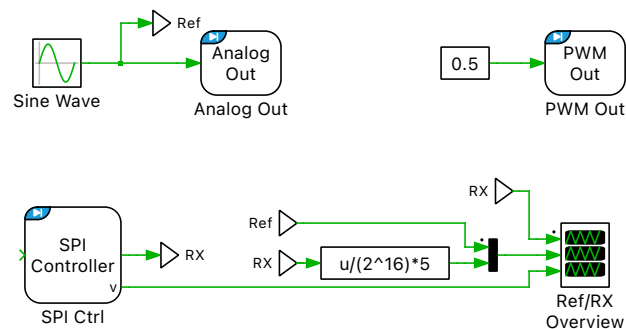 Ref
Analog
Out
Sine Wave
Analog Out
0.5
PWM
Out
PWM Out
RX
SPI
Controller
v
RX
SPI Ctrl
Ref
RX
u/(2^16)*5
Ref/RX
Overview